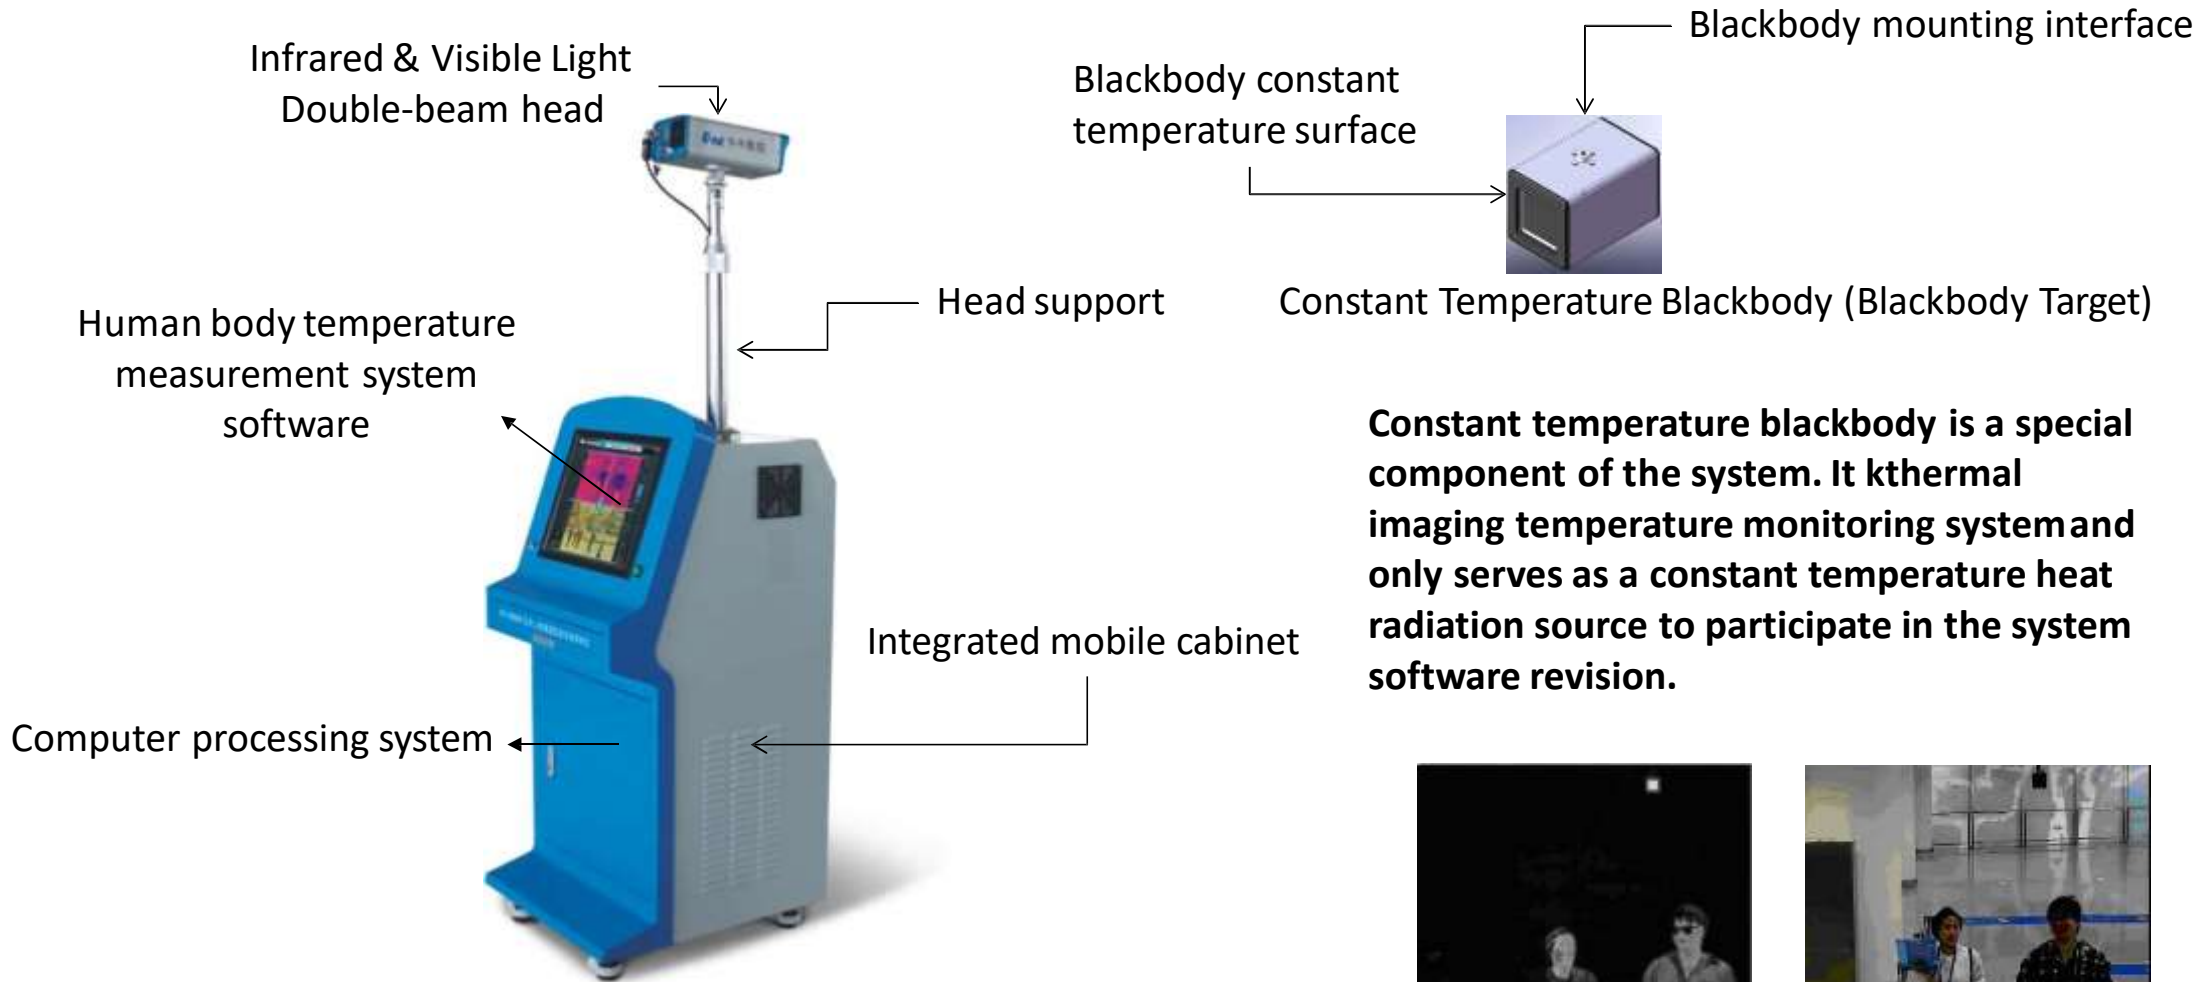 Infrared & Visible Light
Double-beam head
Blackbody mounting interface
Blackbody constant
temperature surface
Head support
Constant Temperature Blackbody (Blackbody Target)
Human body temperature
measurement system
software
Constant temperature blackbody is a special
component of the system. It kthermal
imaging temperature monitoring systemand
only serves as a constant temperature heat
radiation source to participate in the system
software revision.
Integrated mobile cabinet
Computer processing system